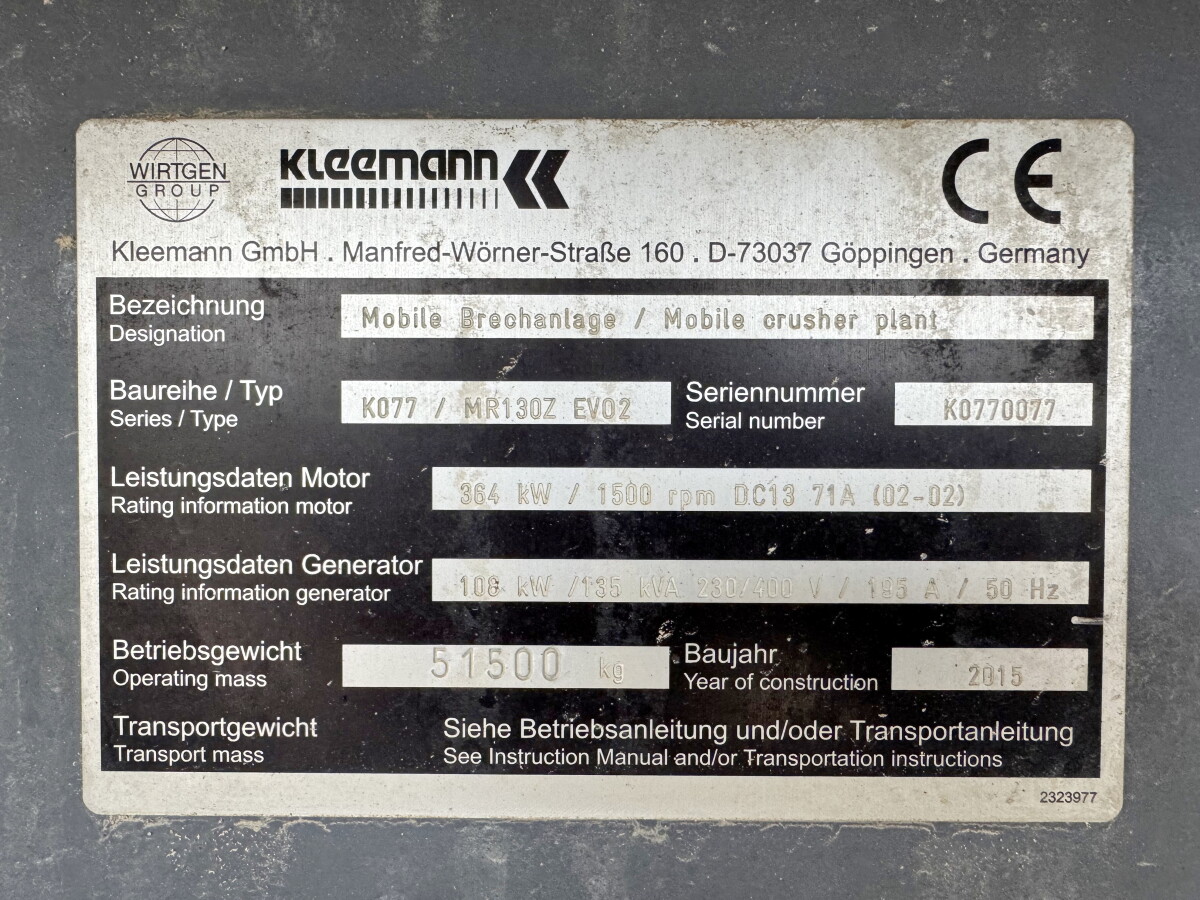 WIRTGEN
GROUP
KLEEMANN
CE
Kleemann GmbH . Manfred-Wörner-Straße 160 . D-73037 Göppingen . Germany
Bezeichnung
Designation
Mobile Brechanlage / Mobile crusher plant
Baureihe / Typ
Series / Type
K077 / MR130Z EVO2
Seriennummer
Serial number
K0770077
Leistungsdaten Motor
Rating information motor
364 kW / 1500 rpm DC13 71A (02-02)
Leistungsdaten Generator
Rating information generator
108 kW /135 kVA 230/400 V / 195 A / 50 Hz
Betriebsgewicht
Operating mass
51500 kg
Baujahr
Year of construction
2015
Transportgewicht
Transport mass
Siehe Betriebsanleitung und/oder Transportanleitung
See Instruction Manual and/or Transportation instructions
2323977